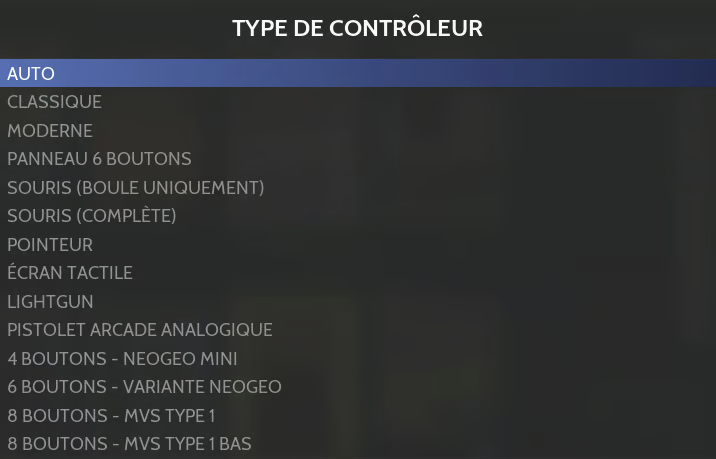 TYPE DE CONTRÔLEUR
AUTO
CLASSIQUE
MODERNE
PANNEAU 6 BOUTONS
SOURIS (BOULE UNIQUEMENT)
SOURIS (COMPLÈTE)
POINTEUR
ÉCRAN TACTILE
LIGHTGUN
PISTOLET ARCADE ANALOGIQUE
4 BOUTONS - NEOGEO MINI
6 BOUTONS - VARIANTE NEOGEO
8 BOUTONS - MVS TYPE 1
8 BOUTONS - MVS TYPE 1 BAS